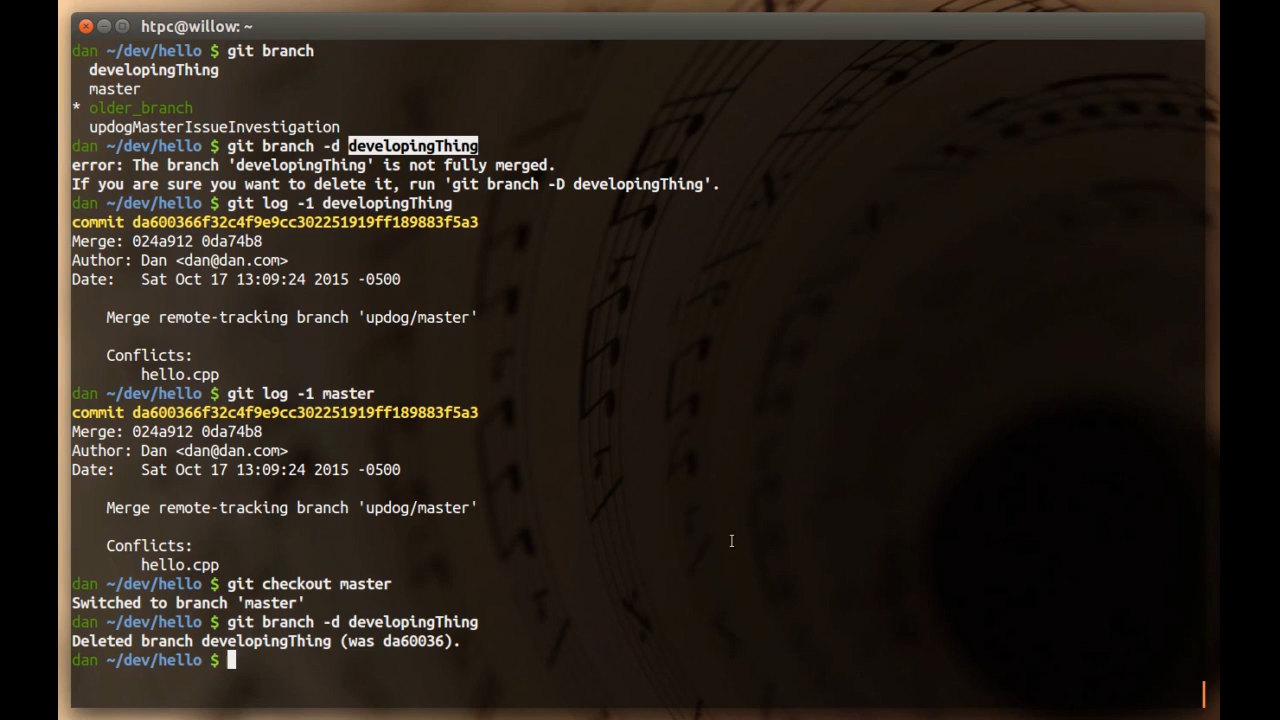 htpc@willow: ~
dan ~/dev/hello $ git branch
developingThing
master
* older_branch
updogMasterIssueInvestigation
dan ~/dev/hello $ git branch -d developingThing
error: The branch 'developingThing' is not fully merged.
If you are sure you want to delete it, run 'git branch -D developingThing'.
dan ~/dev/hello $ git log -1 developingThing
commit da600366f32c4f9e9cc302251919ff189883f5a3
Merge: 024a912 0da74b8
Author: Dan <dan@dan.com>
Date:   Sat Oct 17 13:09:24 2015 -0500
Merge remote-tracking branch 'updog/master'
Conflicts:
hello.cpp
dan ~/dev/hello $ git log -1 master
commit da600366f32c4f9e9cc302251919ff189883f5a3
Merge: 024a912 0da74b8
Author: Dan <dan@dan.com>
Date:   Sat Oct 17 13:09:24 2015 -0500
Merge remote-tracking branch 'updog/master'
Conflicts:
hello.cpp
dan ~/dev/hello $ git checkout master
Switched to branch 'master'
dan ~/dev/hello $ git branch -d developingThing
Deleted branch developingThing (was da60036).
dan ~/dev/hello $